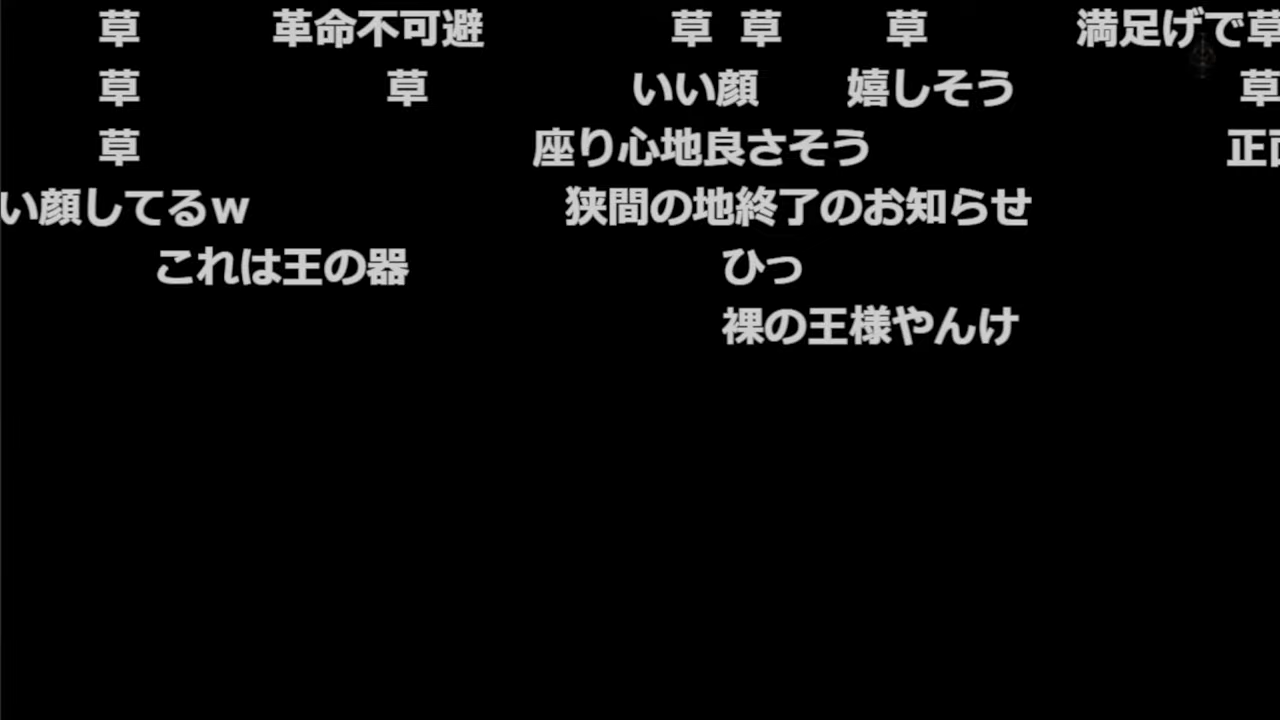 草 革命不可避 草 草 草 満足げで草
草 草 いい顔 嬉しそう 草
草 座り心地良さそう 正
い顔してるw 狭間の地終了のお知らせ
これは王の器 ひっ
裸の王様やんけ